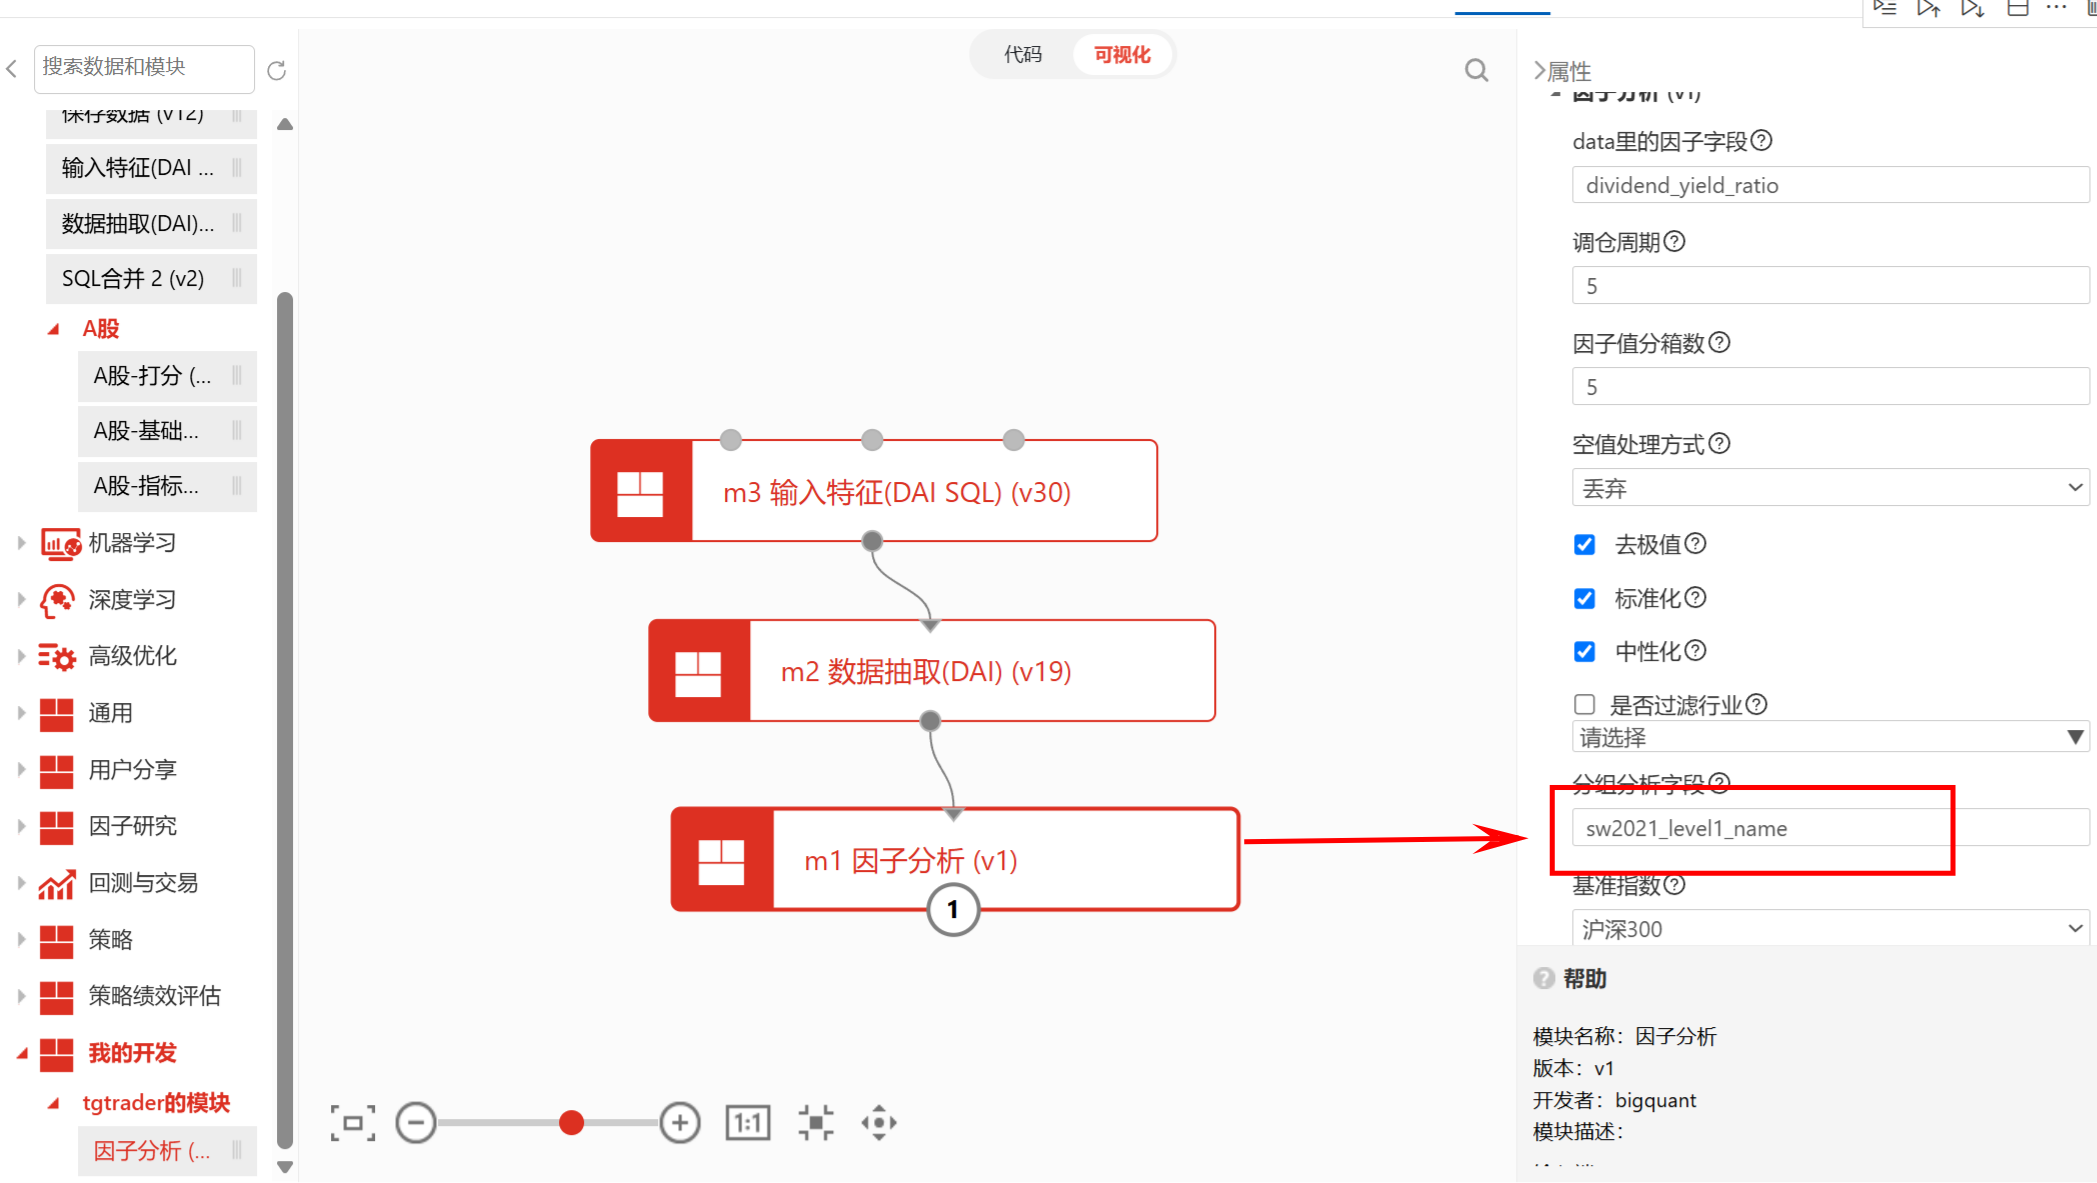 搜索数据和模块
保存数据 (v12)
输入特征(DAI ...
数据抽取(DAI)...
SQL合并 2 (v2)
A股
A股-打分 (...
A股-基础...
A股-指标...
机器学习
深度学习
高级优化
通用
用户分享
因子研究
回测与交易
策略
策略绩效评估
我的开发
tgtrader的模块
因子分析 (...
代码
可视化
m3 输入特征(DAI SQL) (v30)
m2 数据抽取(DAI) (v19)
m1 因子分析 (v1)
1
1:1
属性
因子分析 (v1)
data里的因子字段
dividend_yield_ratio
调仓周期
5
因子值分箱数
5
空值处理方式
丢弃
去极值
标准化
中性化
是否过滤行业
请选择
分组分析字段
sw2021_level1_name
基准指数
沪深300
帮助
模块名称：因子分析
版本：v1
开发者：bigquant
模块描述：